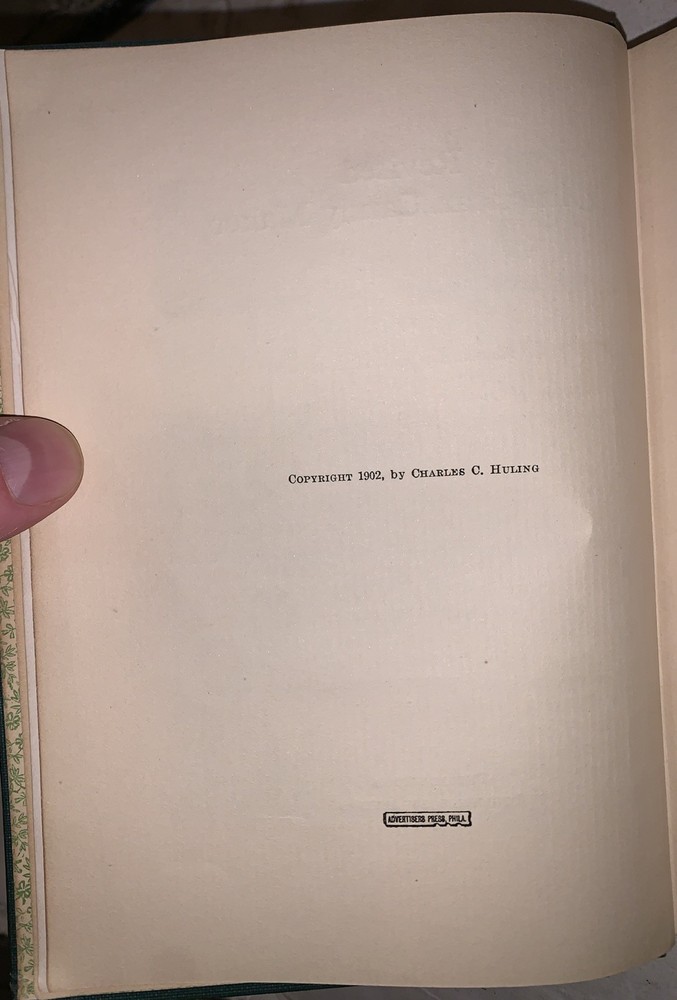 Copyright 1902, by Charles C. Huling
ADVERTISERS PRESS, PHILA.